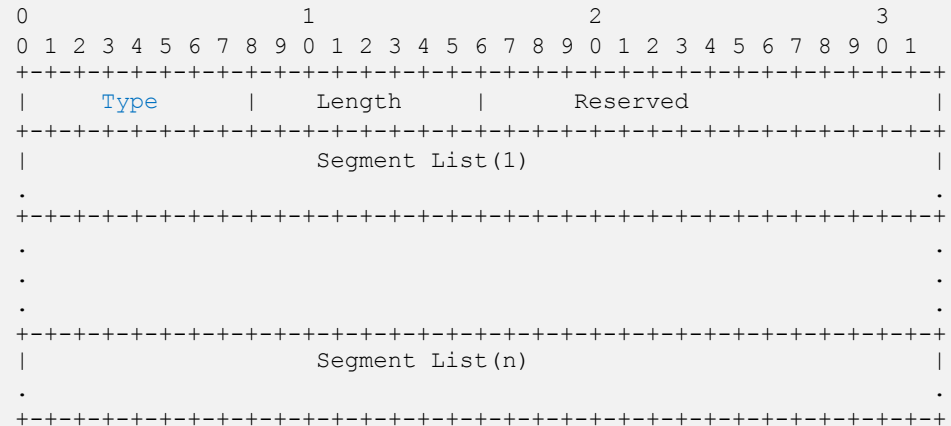 0                   1                   2                   3
0 1 2 3 4 5 6 7 8 9 0 1 2 3 4 5 6 7 8 9 0 1 2 3 4 5 6 7 8 9 0 1
+-+-+-+-+-+-+-+-+-+-+-+-+-+-+-+-+-+-+-+-+-+-+-+-+-+-+-+-+-+-+-+-+
|     Type      |    Length     |      Reserved                 |
+-+-+-+-+-+-+-+-+-+-+-+-+-+-+-+-+-+-+-+-+-+-+-+-+-+-+-+-+-+-+-+-+
|                    Segment List(1)                            |
.                                                               .
+-+-+-+-+-+-+-+-+-+-+-+-+-+-+-+-+-+-+-+-+-+-+-+-+-+-+-+-+-+-+-+-+
.                                                               .
.                                                               .
.                                                               .
+-+-+-+-+-+-+-+-+-+-+-+-+-+-+-+-+-+-+-+-+-+-+-+-+-+-+-+-+-+-+-+-+
|                    Segment List(n)                            |
.                                                               .
+-+-+-+-+-+-+-+-+-+-+-+-+-+-+-+-+-+-+-+-+-+-+-+-+-+-+-+-+-+-+-+-+